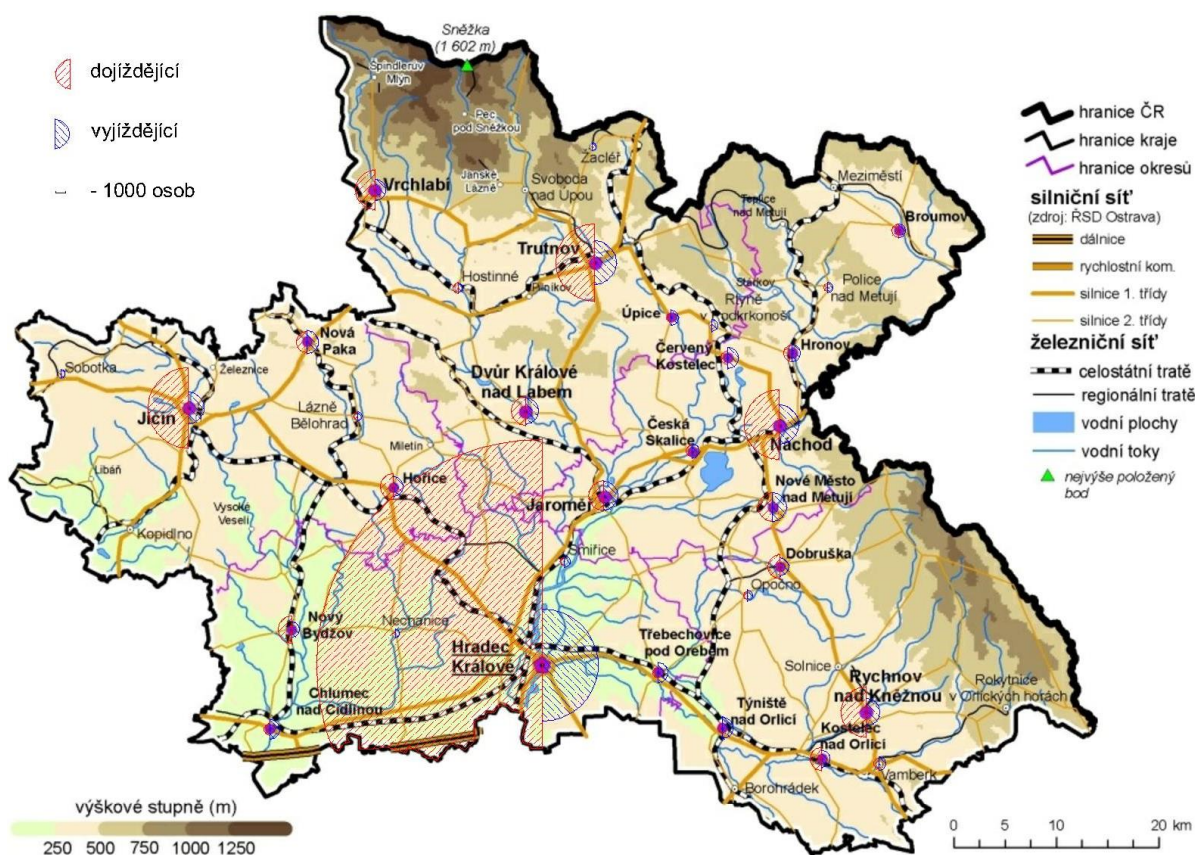 Sněžka
(1 602 m)
dojíždějící
vyjíždějící
- 1000 osob
Špindlerův
Mlýn
Pec
pod Sněžkou
Žacléř
Vrchlabí
Janské
Lázně
Svoboda
nad Úpou
Meziměstí
Teplice
nad Metují
Broumov
Trutnov
Hostinné
Pilníkov
Stárkov
Police
nad Metují
Úpice
Rtyně
v Podkrkonoší
Nová
Paka
Červený
Kostelec
Hronov
Sobotka
Železnice
Dvůr Králové
nad Labem
Jičín
Lázně
Bělohrad
Miletín
Česká
Skalice
Náchod
Libáň
Hořice
Jaroměř
Nové Město
nad Metují
Vysoké
Veselí
Kopidlno
Smiřice
Dobruška
Opočno
Nový
Bydžov
Nechanice
Hradec
Králové
Třebechovice
pod Orebem
Solnice
Rychnov
nad Kněžnou
Rokytnice
v Orlických horách
Chlumec
nad Cidlinou
Týniště
nad Orlicí
Kostelec
nad Orlicí
Vamberk
Borohrádek
hranice ČR
hranice kraje
hranice okresů
silniční síť
(zdroj: ŘSD Ostrava)
dálnice
rychlostní kom.
silnice 1. třídy
silnice 2. třídy
železniční síť
celostátní tratě
regionální tratě
vodní plochy
vodní toky
nejvýše položený
bod
výškové stupně (m)
250 500 750 1000 1250
0 5 10 20 km